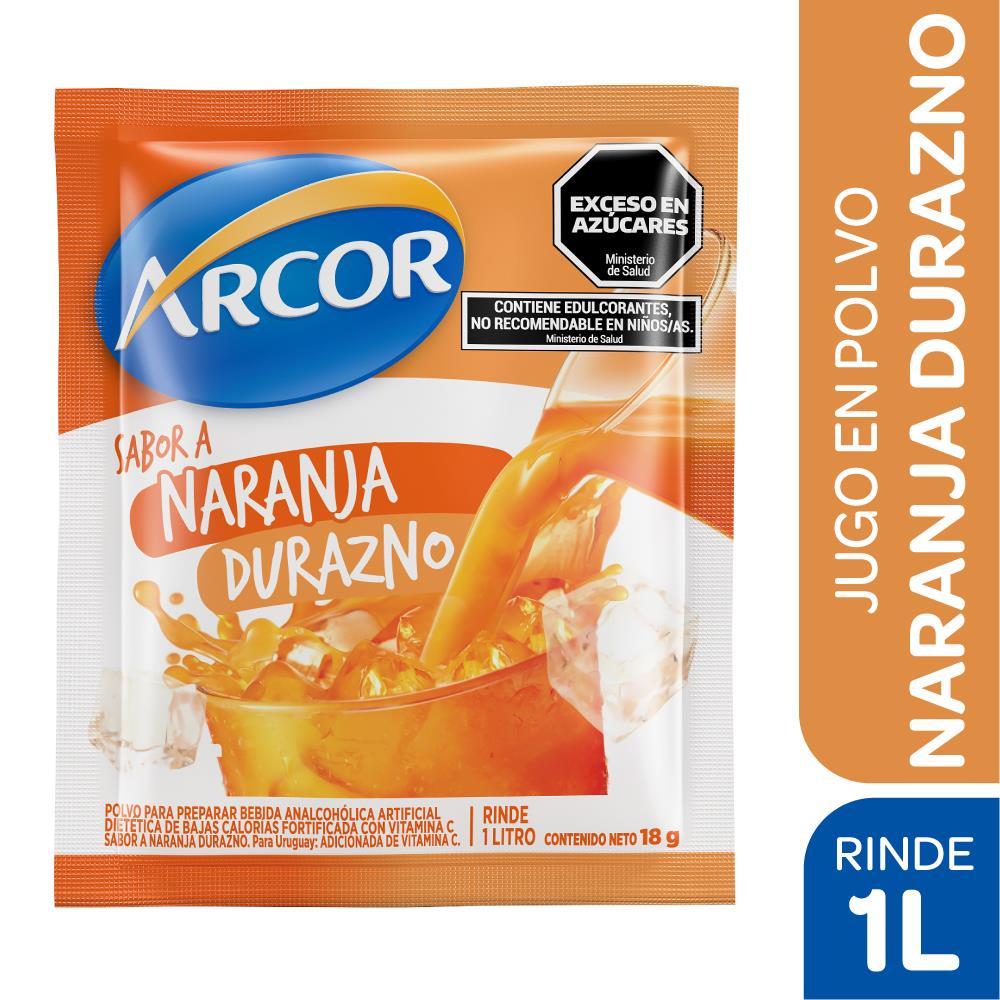 ARCOR
EXCESO EN
AZÚCARES
Ministerio
de Salud
CONTIENE EDULCORANTES,
NO RECOMENDABLE EN NIÑOS/AS.
Ministerio de Salud
SABOR A
NARANJA
DURAZNO
POLVO PARA PREPARAR BEBIDA ANALCOHÓLICA ARTIFICIAL
DIETÉTICA DE BAJAS CALORÍAS FORTIFICADA CON VITAMINA C.
SABOR A NARANJA DURAZNO. Para Uruguay: ADICIONADA DE VITAMINA C.
RINDE
1 LITRO
CONTENIDO NETO 18 g
JUGO EN POLVO
NARANJA DURAZNO
RINDE
1L